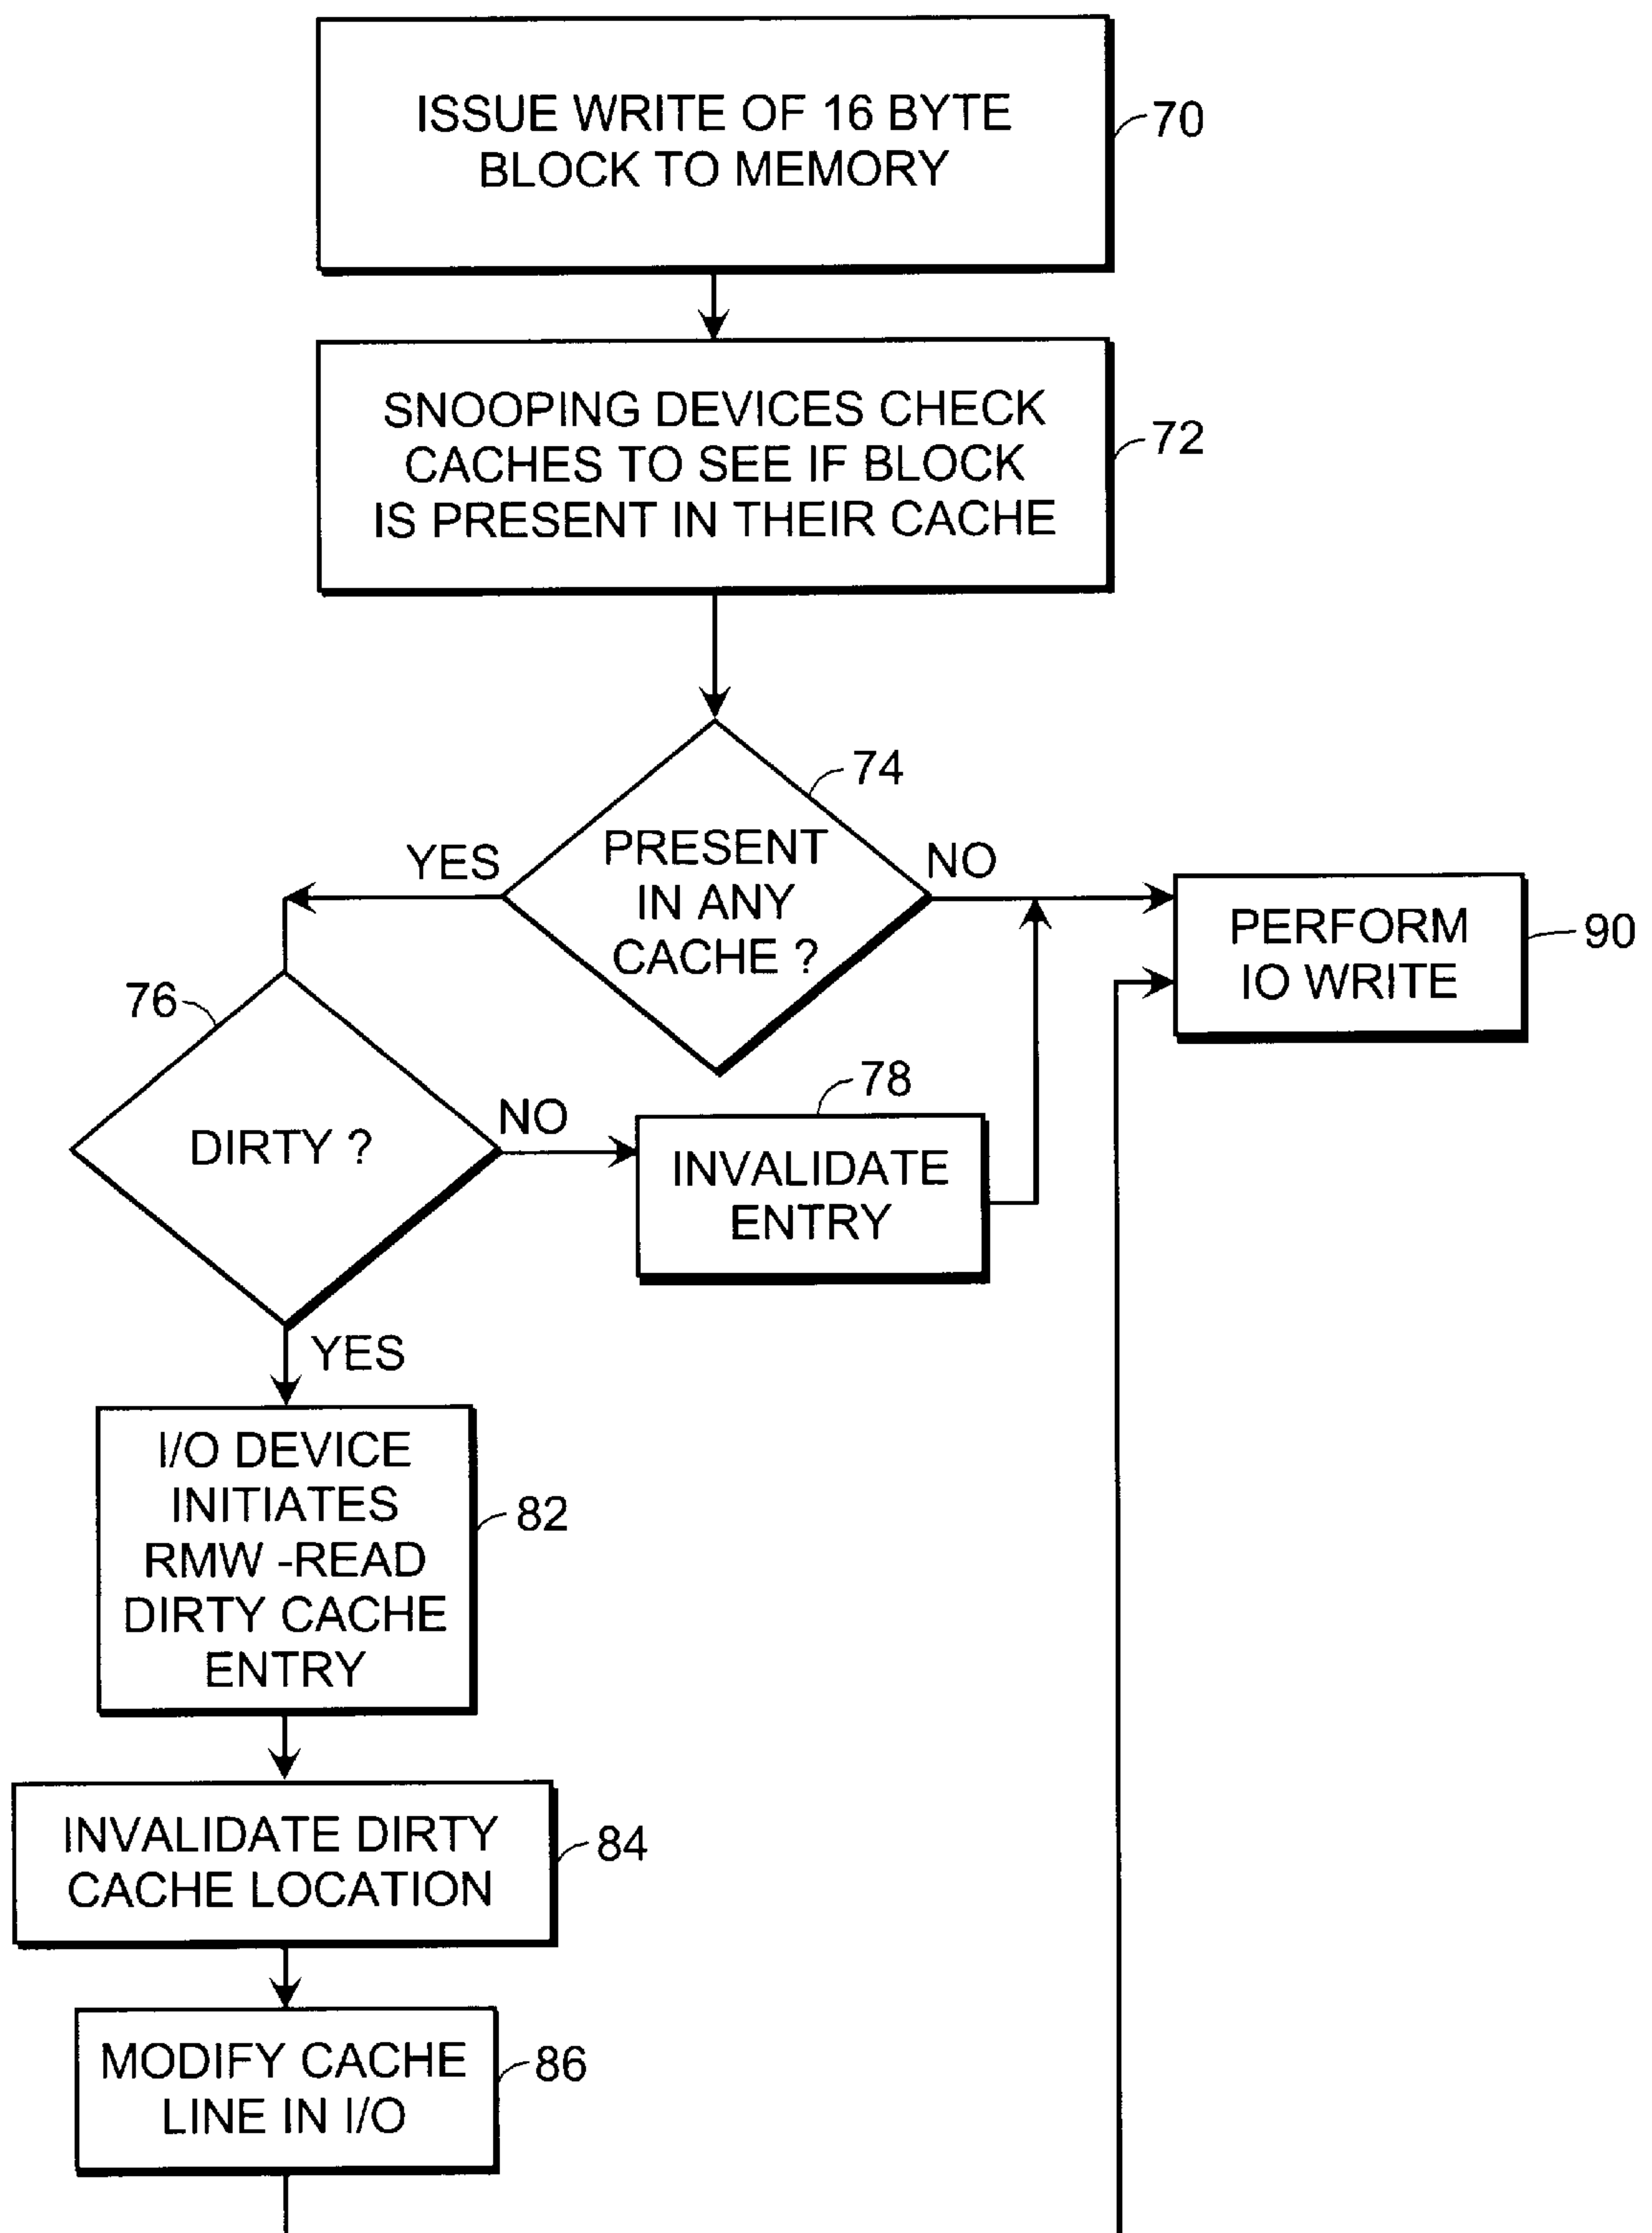 ISSUE WRITE OF 16 BYTE
BLOCK TO MEMORY
70
SNOOPING DEVICES CHECK
CACHES TO SEE IF BLOCK
IS PRESENT IN THEIR CACHE
72
74
PRESENT
IN ANY
CACHE ?
YES
NO
PERFORM
IO WRITE
90
76
DIRTY ?
NO
78
INVALIDATE
ENTRY
YES
I/O DEVICE
INITIATES
RMW -READ
DIRTY CACHE
ENTRY
82
INVALIDATE DIRTY
CACHE LOCATION
84
MODIFY CACHE
LINE IN I/O
86